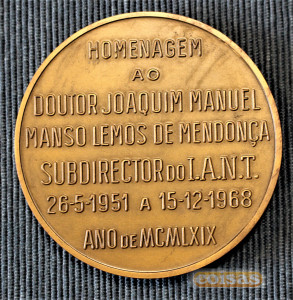 HOMENAGEM
AO
DOUTOR JOAQUIM MANUEL
MANSO LEMOS DE MENDONÇA
SUBDIRECTOR DO I.A.N.T.
26-5-1951 A 15-12-1968
ANO DE MCMLXIX
coisas